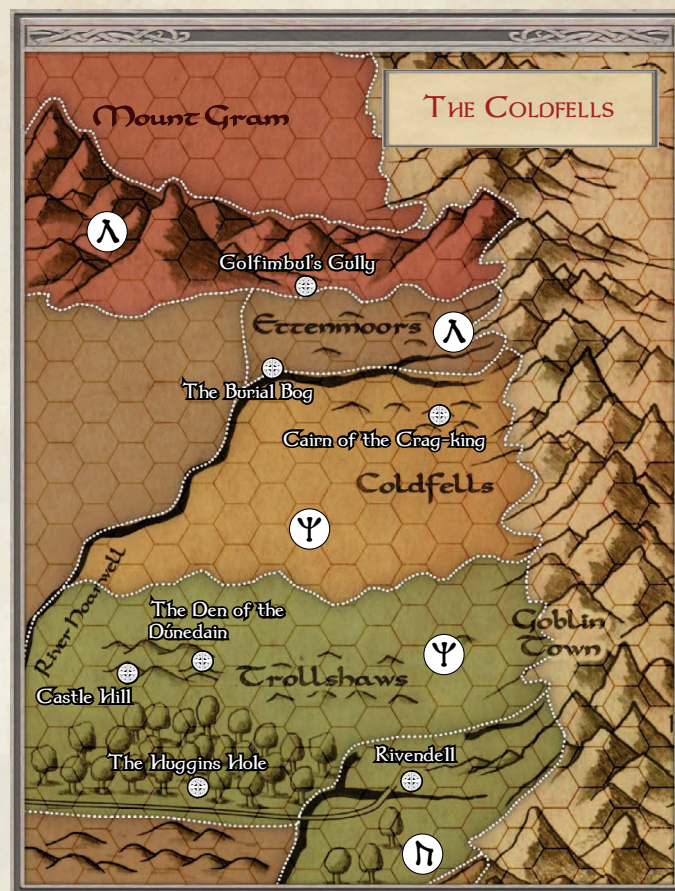 The Coldfells
Mount Gram
Golfimbul's Gully
Ettenmoors
The Burial Bog
Cairn of the Crag-king
Coldfells
River Hoarwell
The Den of the
Dúnedain
Goblin
Town
Castle Hill
Trollshaws
Rivendell
The Huggins Hole